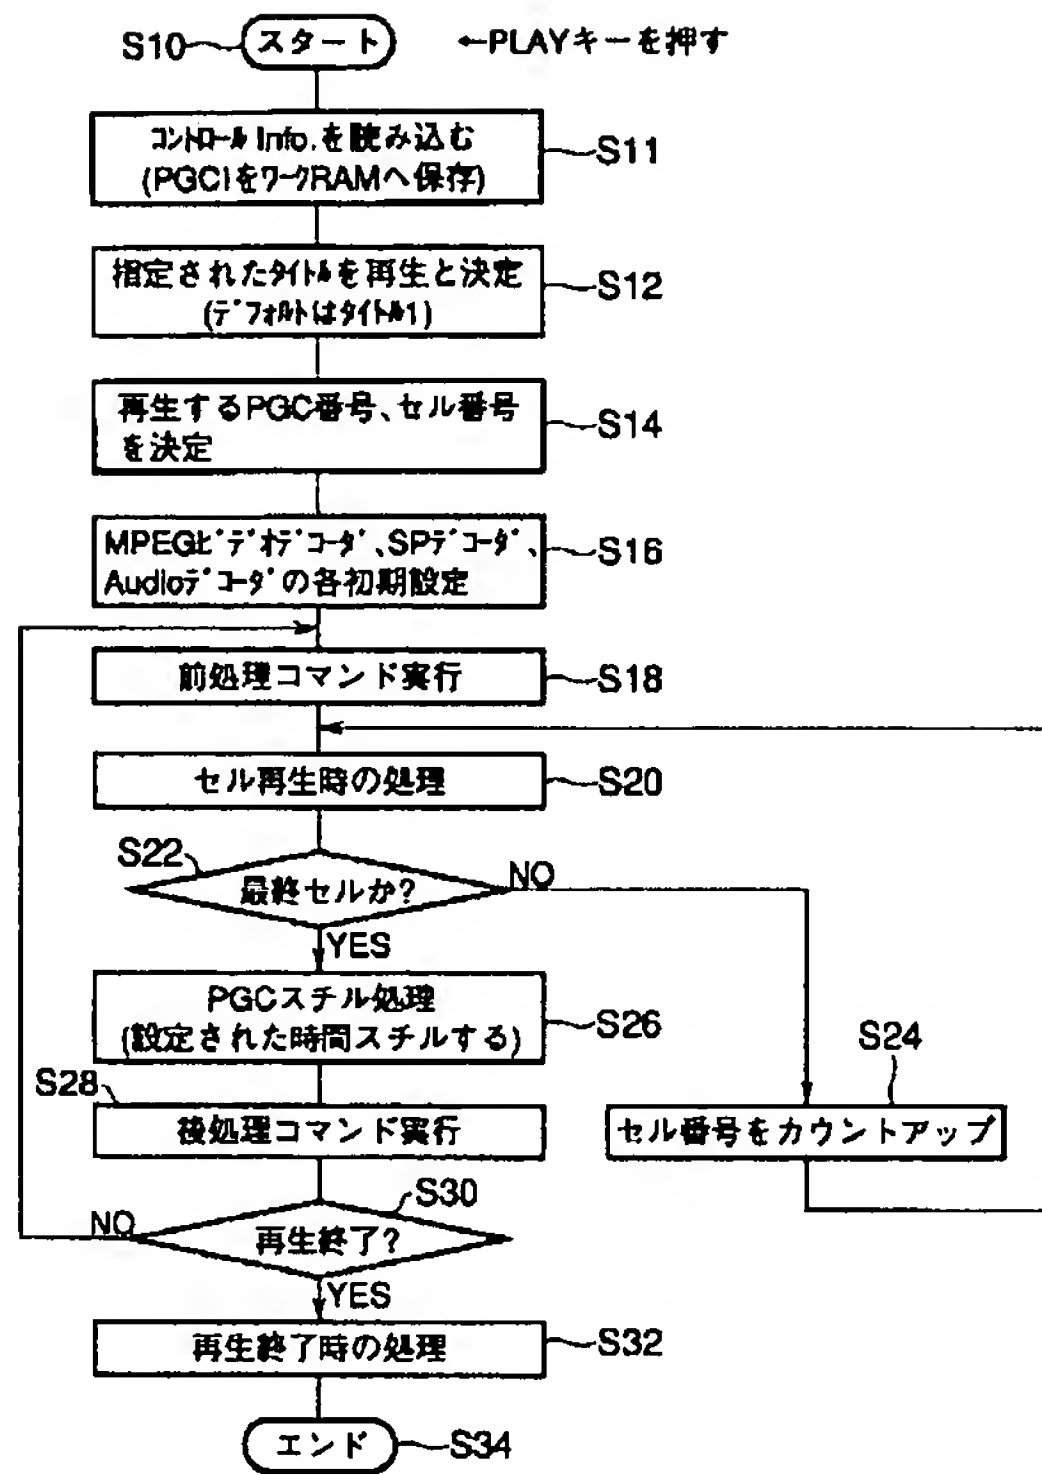 S10
スタート
←PLAYキーを押す
コントロールInfo.を読み込む
(PGCIをワークRAMへ保存)
S11
指定されたタイトルを再生と決定
(デフォルトはタイトル1)
S12
再生するPGC番号、セル番号
を決定
S14
MPEGビデオデコーダ、SPデコーダ、
Audioデコーダの各初期設定
S16
前処理コマンド実行
S18
セル再生時の処理
S20
S22
最終セルか?
NO
YES
PGCスチル処理
(設定された時間スチルする)
S26
S24
セル番号をカウントアップ
S28
後処理コマンド実行
S30
再生終了?
NO
YES
再生終了時の処理
S32
エンド
S34